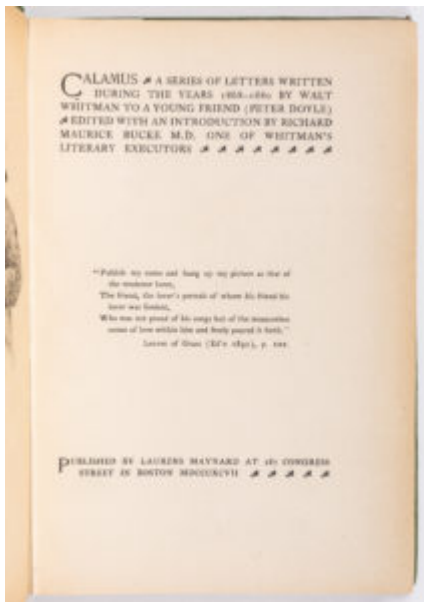 CALAMUS A SERIES OF LETTERS WRITTEN
DURING THE YEARS 1868-1880 BY WALT
WHITMAN TO A YOUNG FRIEND (PETER DOYLE)
EDITED WITH AN INTRODUCTION BY RICHARD
MAURICE BUCKE M.D. ONE OF WHITMAN'S
LITERARY EXECUTORS
"Publish my name and hang up my picture as that of
the tenderest lover,
The friend, the lover's portrait of whom his friend his
lover was fondest,
Who was not proud of his songs but of the measureless
ocean of love within him and freely poured it forth."
Leaves of Grass (Ed'n p.
PUBLISHED BY LAURENS MAYNARD AT CONGRESS
STREET IN BOSTON MDCCCXCVII